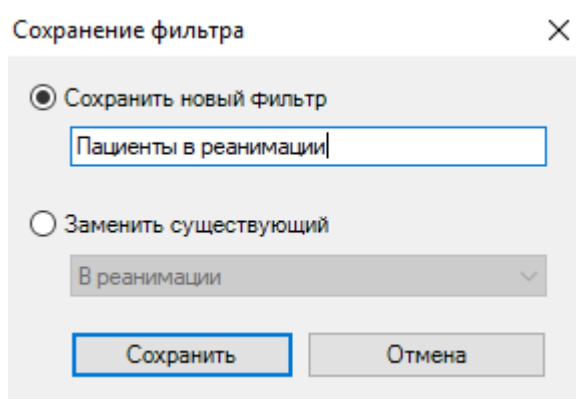 Сохранение фильтра
Сохранить новый фильтр
Пациенты в реанимации
Заменить существующий
В реанимации
Сохранить Отмена